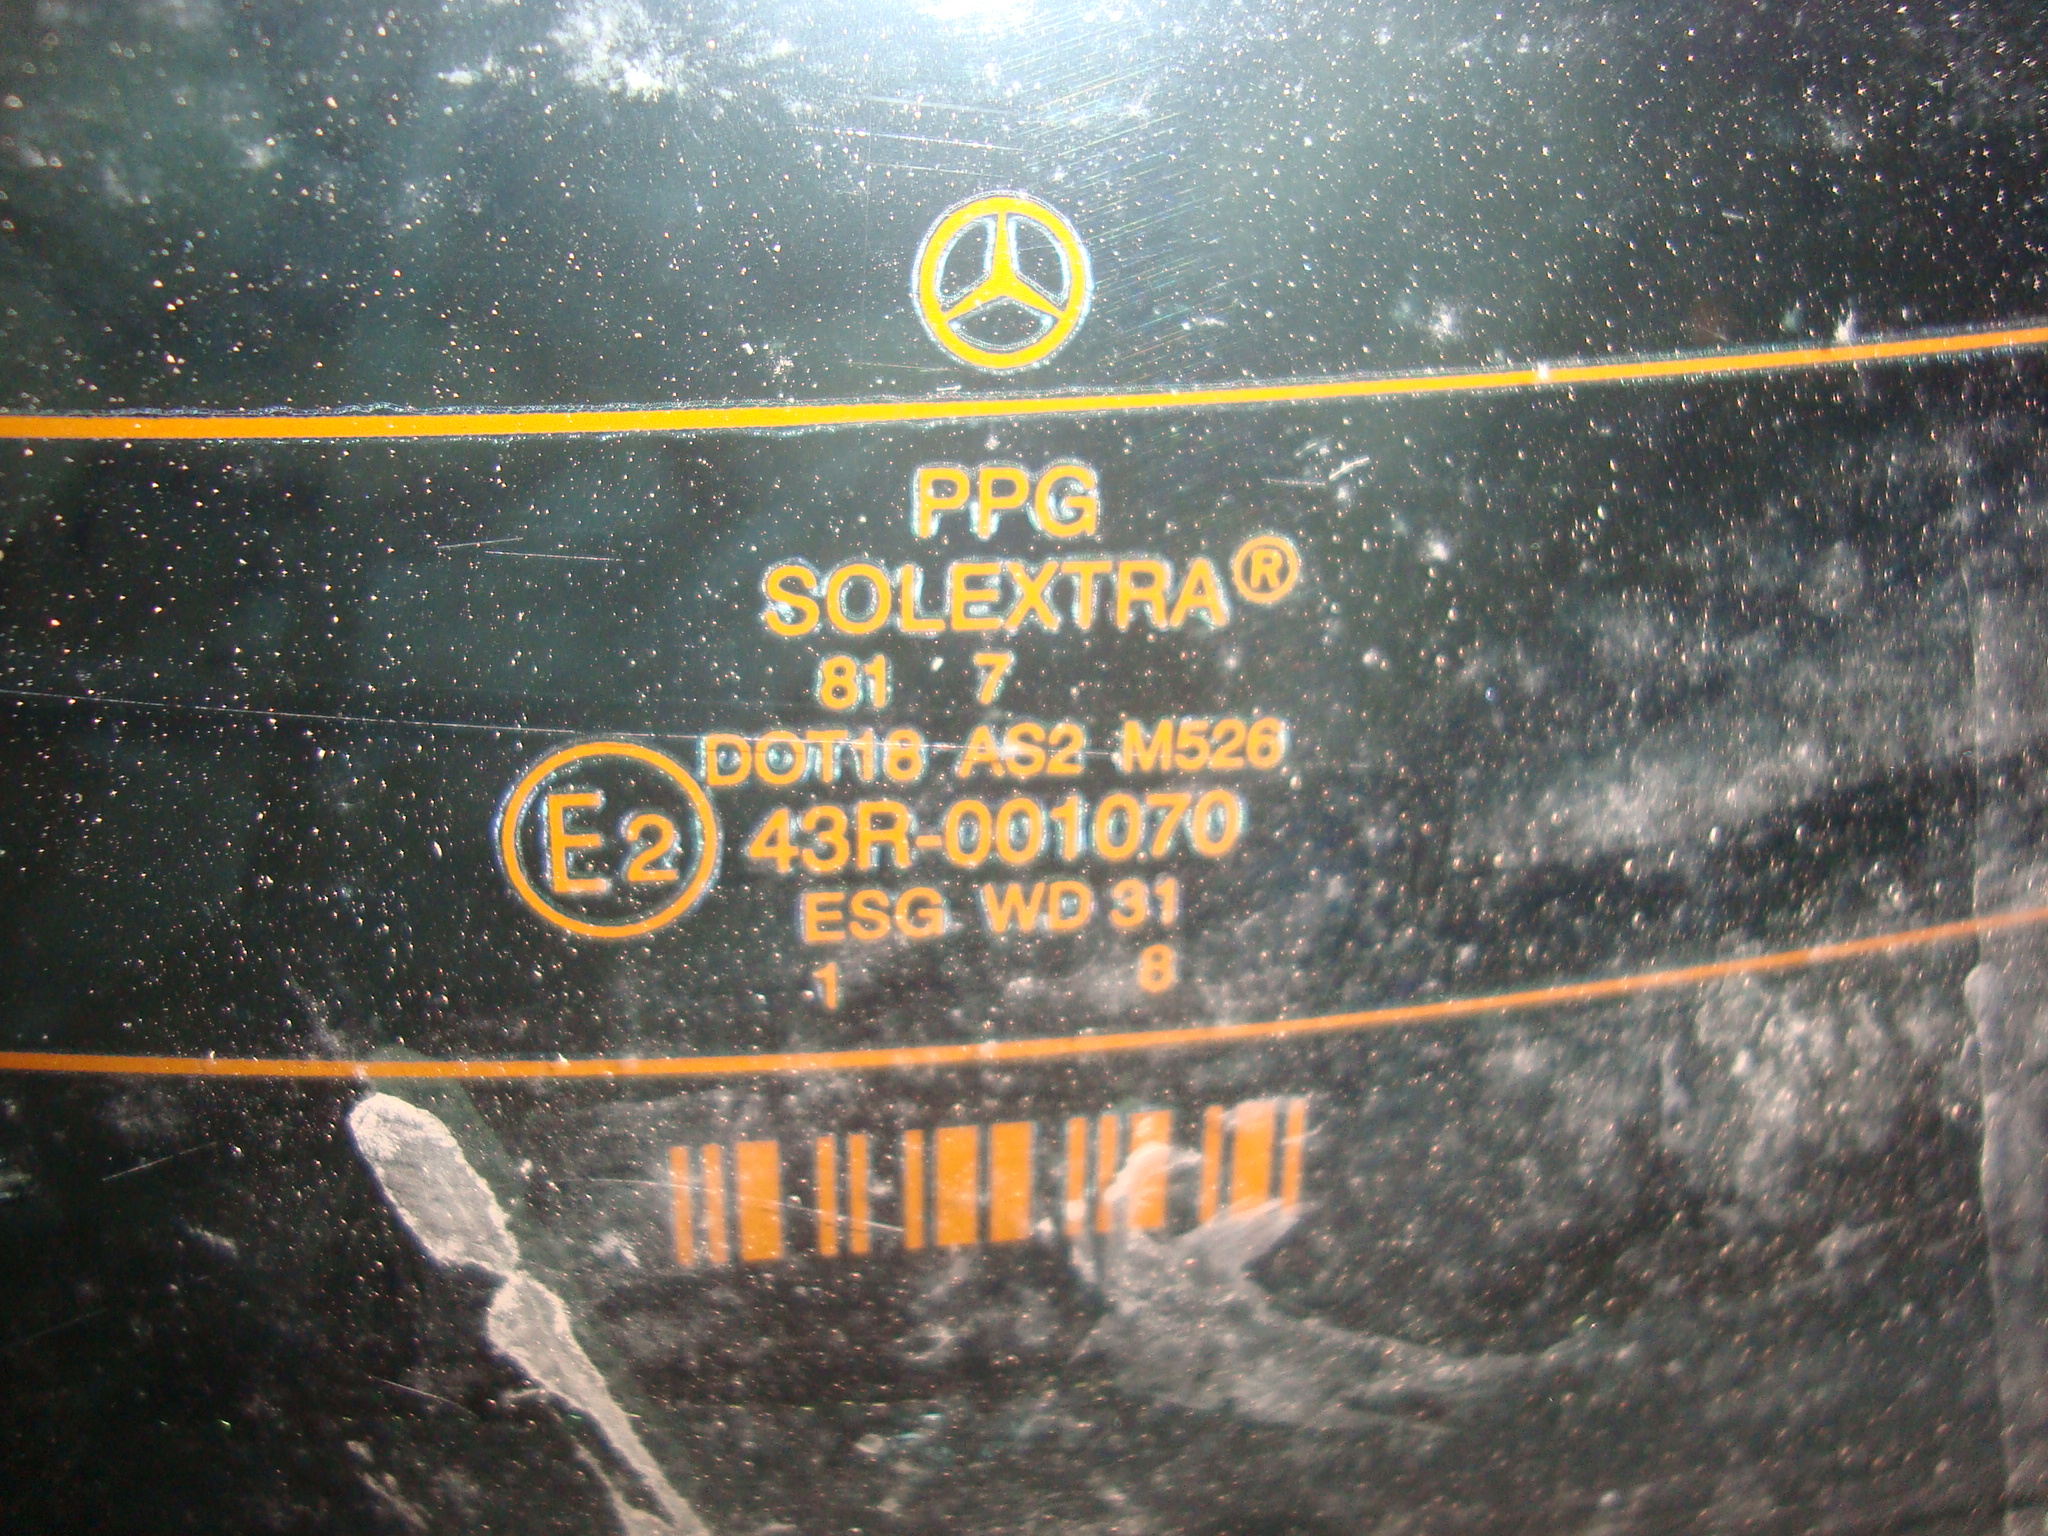 PPG
SOLEXTRA®
81 7
DOT18 AS2 M526
E2 43R-001070
ESG WD 31
1 8